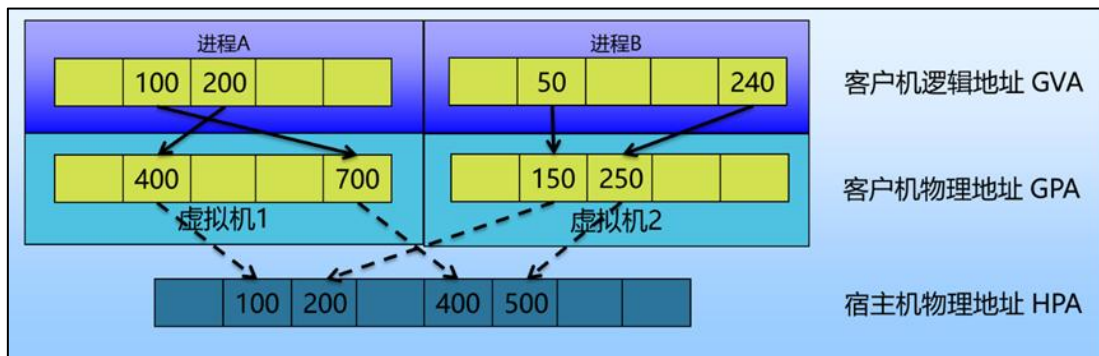 进程A 进程B
100 200 50 240 客户机逻辑地址 GVA
400 700 150 250 客户机物理地址 GPA
虚拟机1 虚拟机2
100 200 400 500 宿主机物理地址 HPA